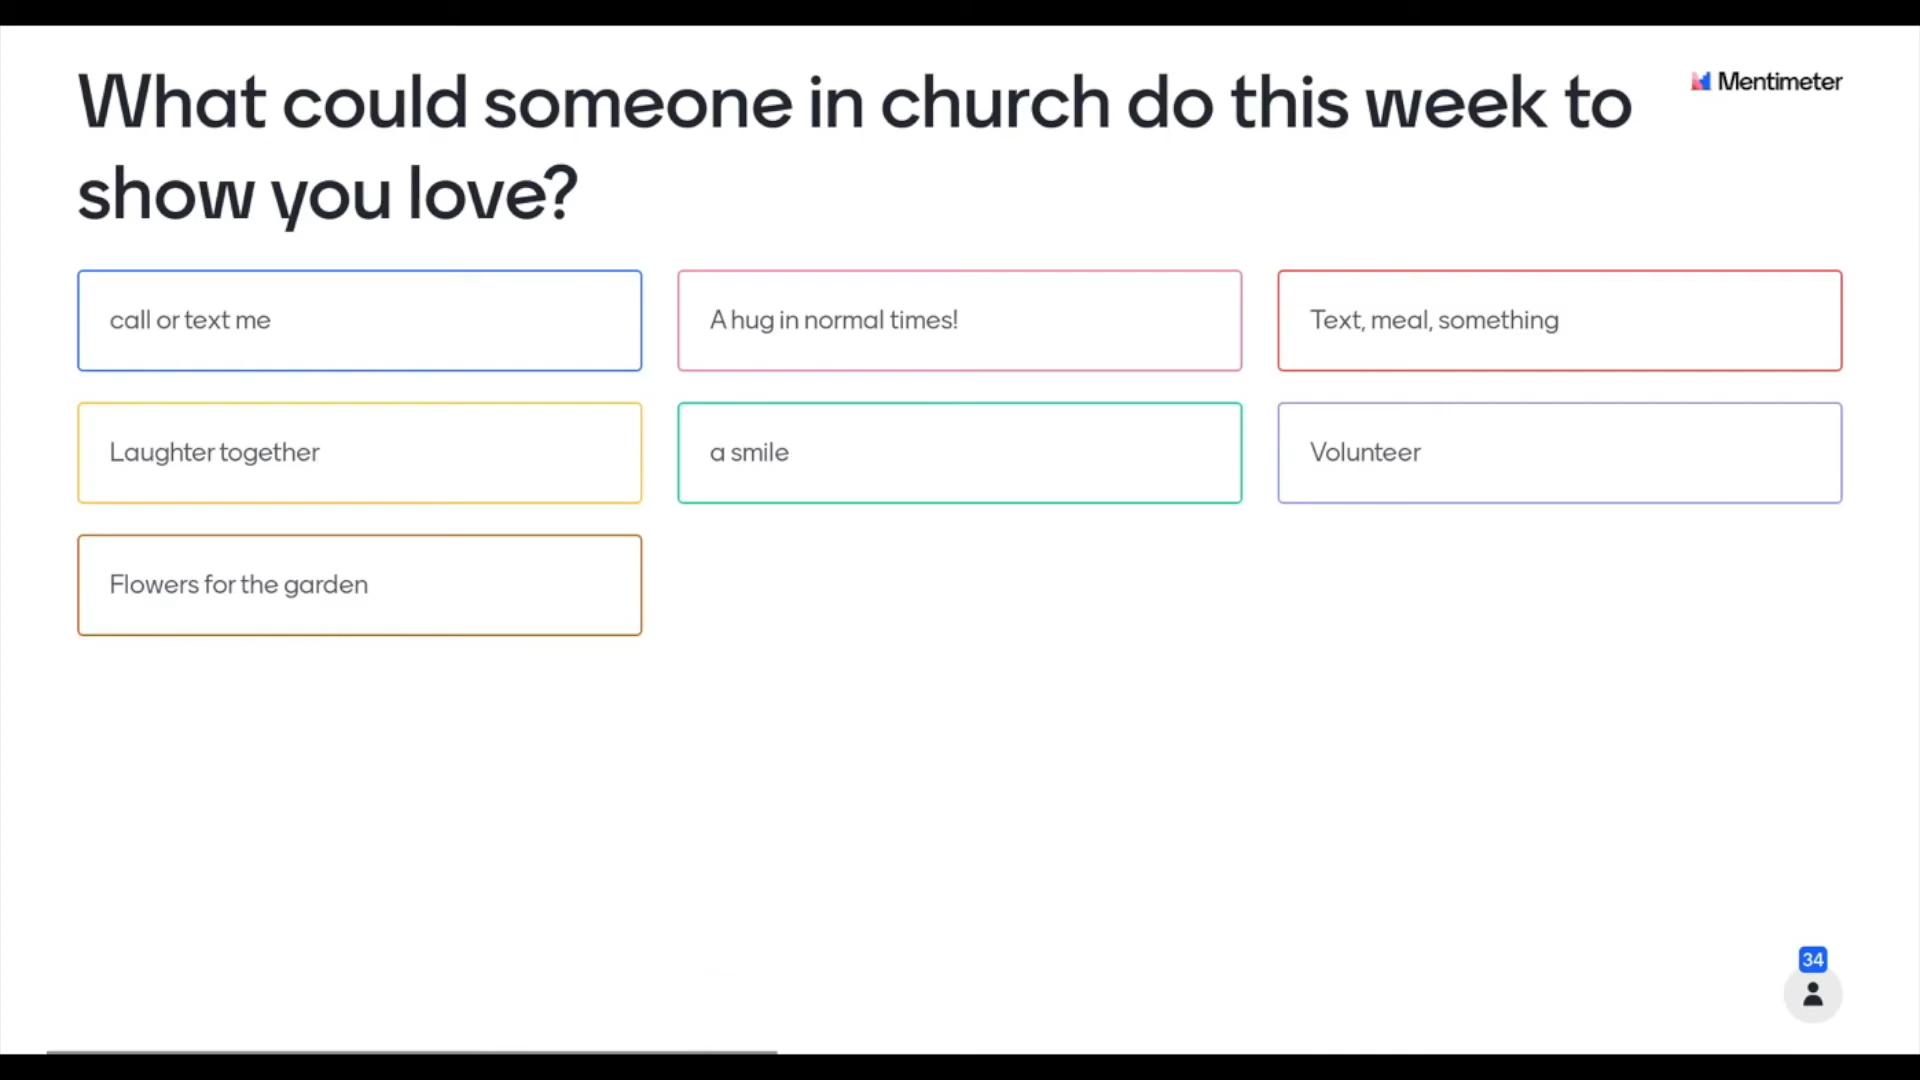 What could someone in church do this week to
show you love?
Mentimeter
call or text me
A hug in normal times!
Text, meal, something
Laughter together
a smile
Volunteer
Flowers for the garden
34